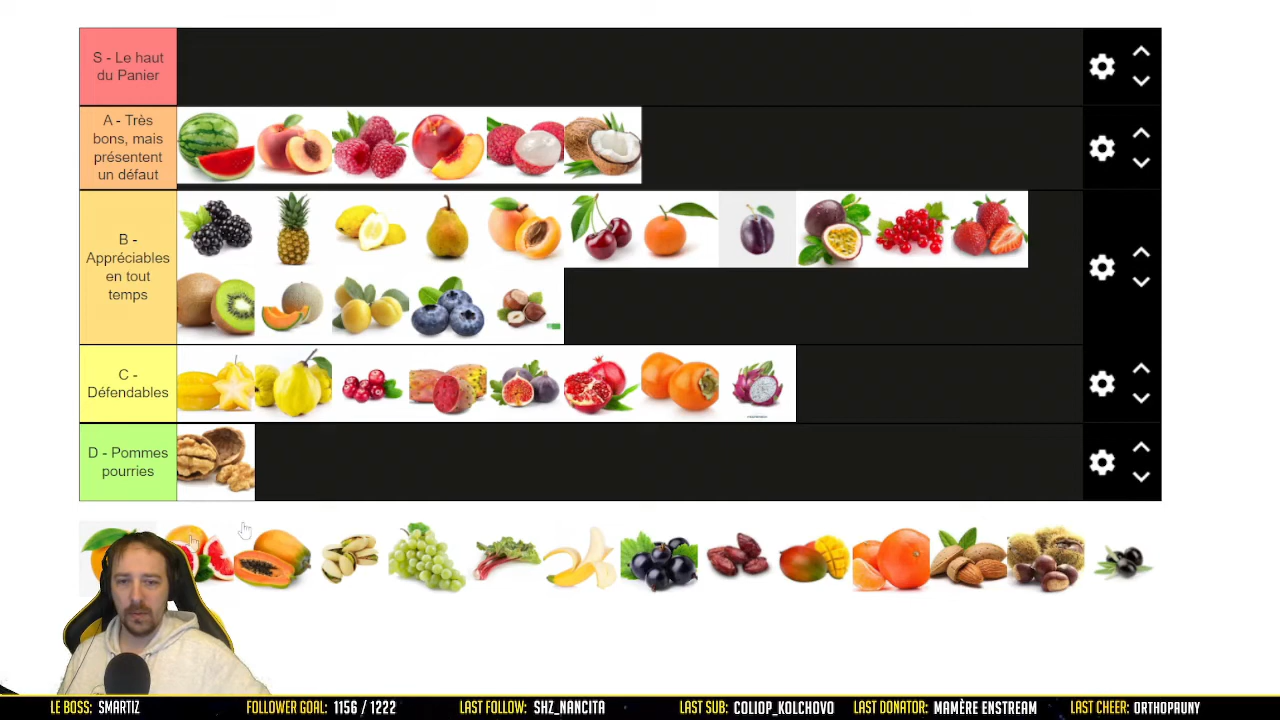 S - Le haut
du Panier
A - Très
bons, mais
présentent
un défaut
B -
Appréciables
en tout
temps
C -
Défendables
D - Pommes
pourries
LE BOSS: SMARTIZ FOLLOWER GOAL: 1156 / 1222 LAST FOLLOW: SHZ_NANCITA LAST SUB: COLIOP_KOLCHOVO LAST DONATOR: MAMÈRE ENSTREAM LAST CHEER: ORTHOPAUNY